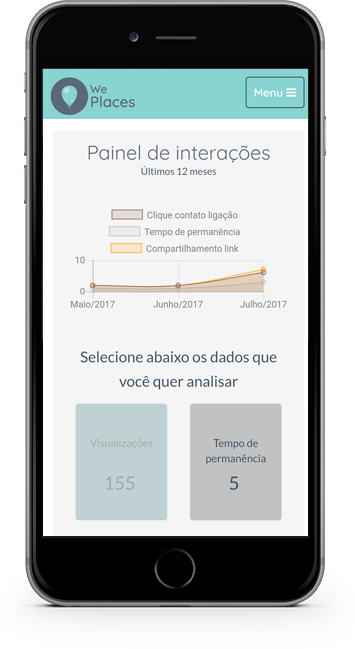 We
Places
Menu
Painel de interações
Últimos 12 meses
Clique contato ligação
Tempo de permanência
Compartilhamento link
10
0
Maio/2017
Junho/2017
Julho/2017
Selecione abaixo os dados que
você quer analisar
Visualizações
155
Tempo de
permanência
5